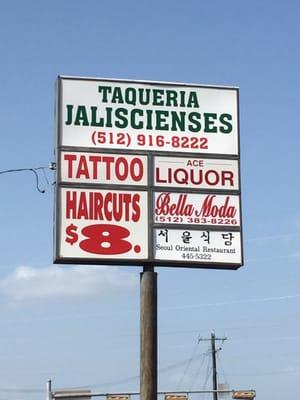 TAQUERIA
JALISCIENSES
(512) 916-8222
TATTOO
ACE
LIQUOR
HAIRCUTS
$8.
Bella Moda
(512) 383-8226
서울식당
Seoul Oriental Restaurant
445-5322